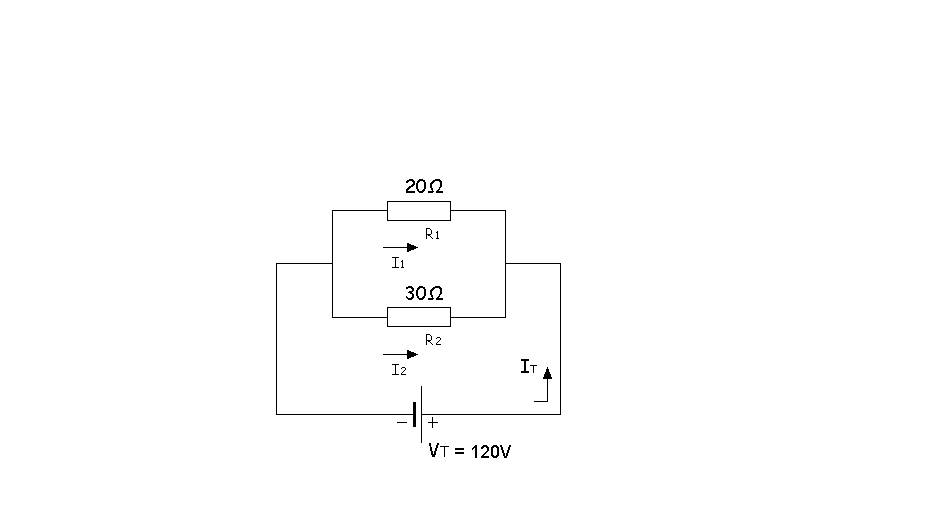 20Ω
R1
I1
30Ω
R2
I2
IT
− +
VT = 120V